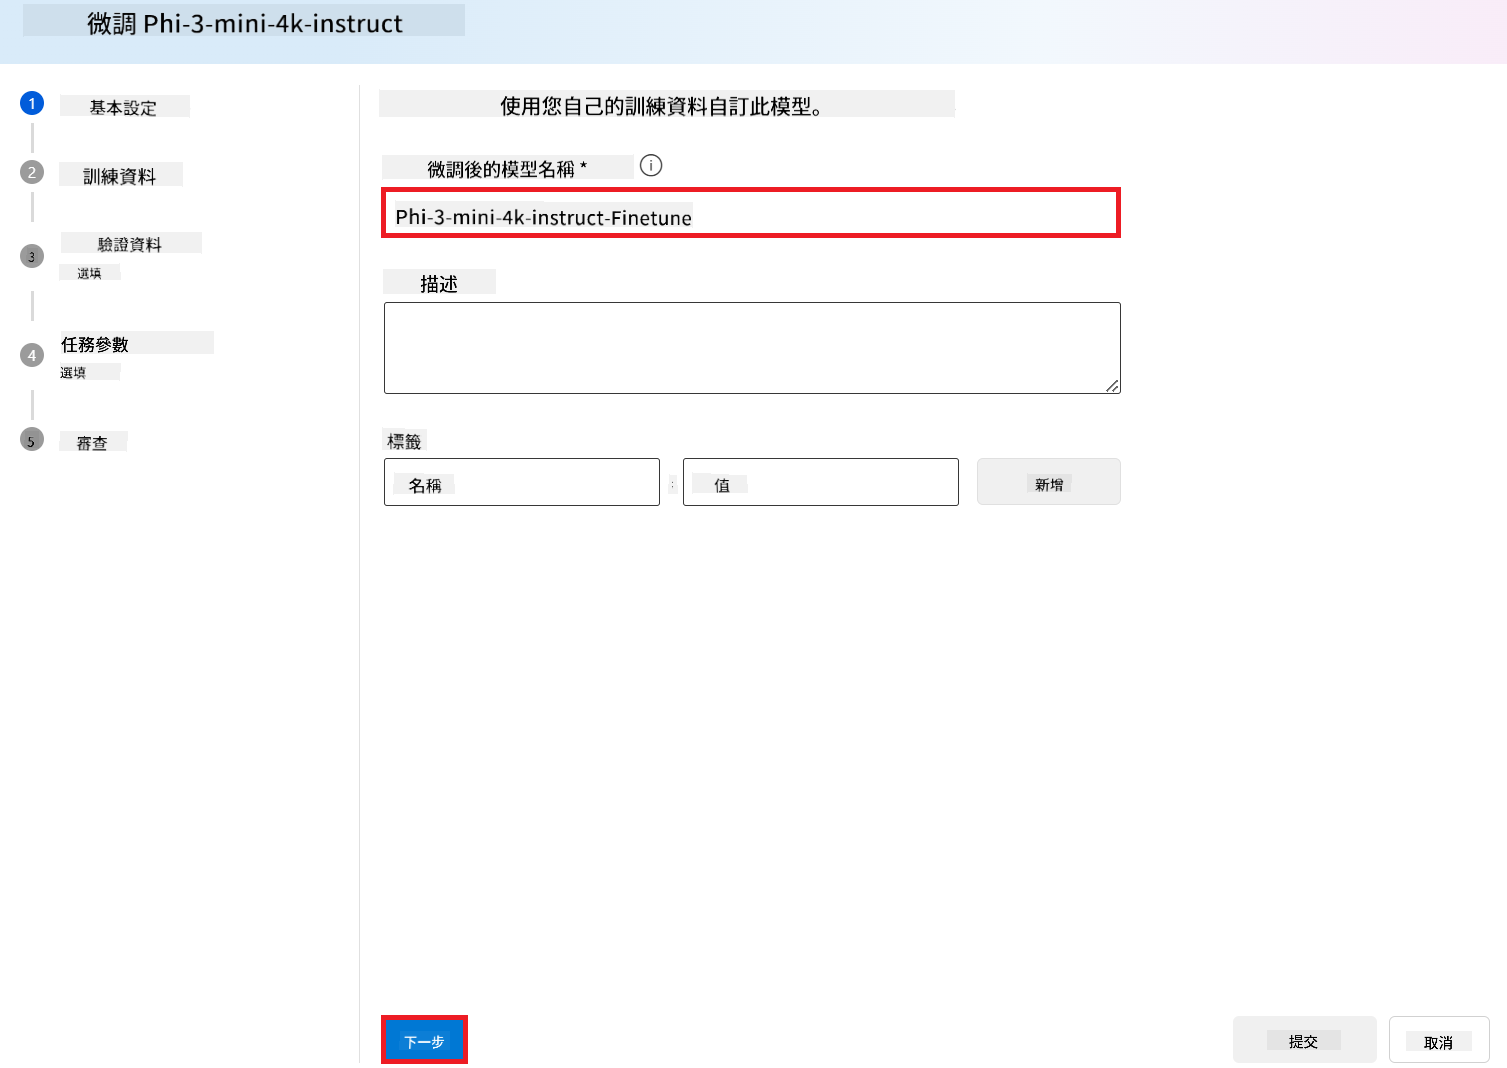 微調 Phi-3-mini-4k-instruct
1 基本設定
2 訓練資料
3 驗證資料
選填
4 任務參數
選填
5 審查
使用您自己的訓練資料自訂此模型。
微調後的模型名稱 *
Phi-3-mini-4k-instruct-Finetune
描述
標籤
名稱 : 值 新增
下一步 提交 取消